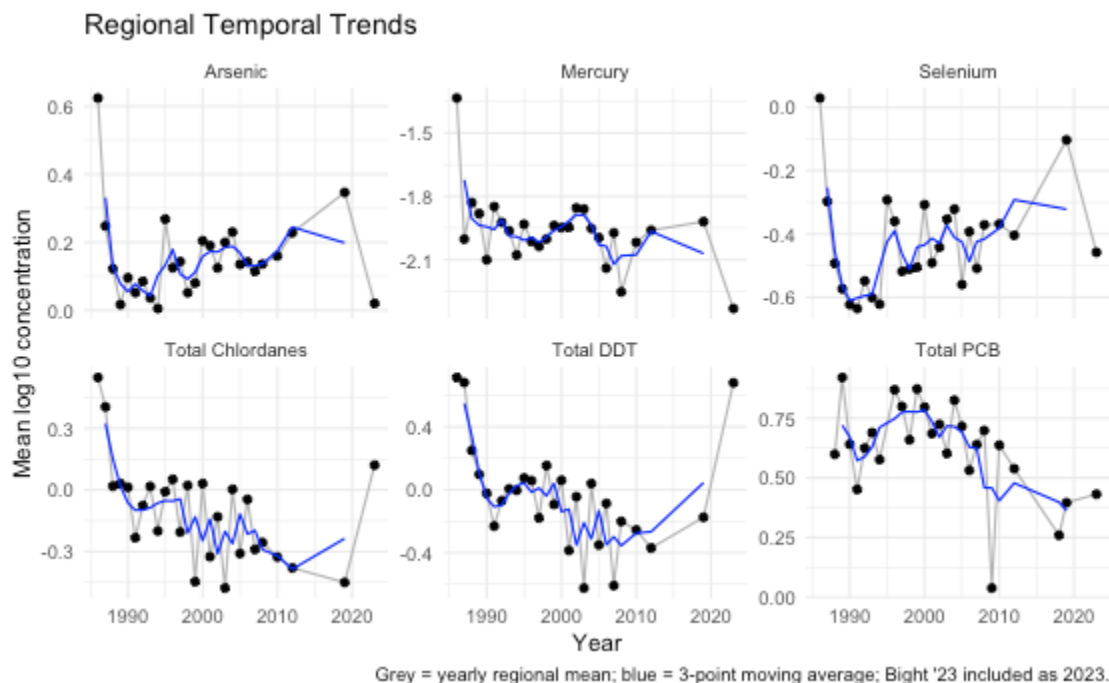 Regional Temporal Trends
Arsenic
Mercury
Selenium
0.6
0.4
0.2
0.0
-1.5
-1.8
-2.1
0.0
-0.2
-0.4
-0.6
Mean log10 concentration
Total Chlordanes
Total DDT
Total PCB
0.3
0.0
-0.3
0.4
0.0
-0.4
0.75
0.50
0.25
0.00
1990 2000 2010 2020
1990 2000 2010 2020
1990 2000 2010 2020
Year
Grey = yearly regional mean; blue = 3-point moving average; Bight '23 included as 2023.